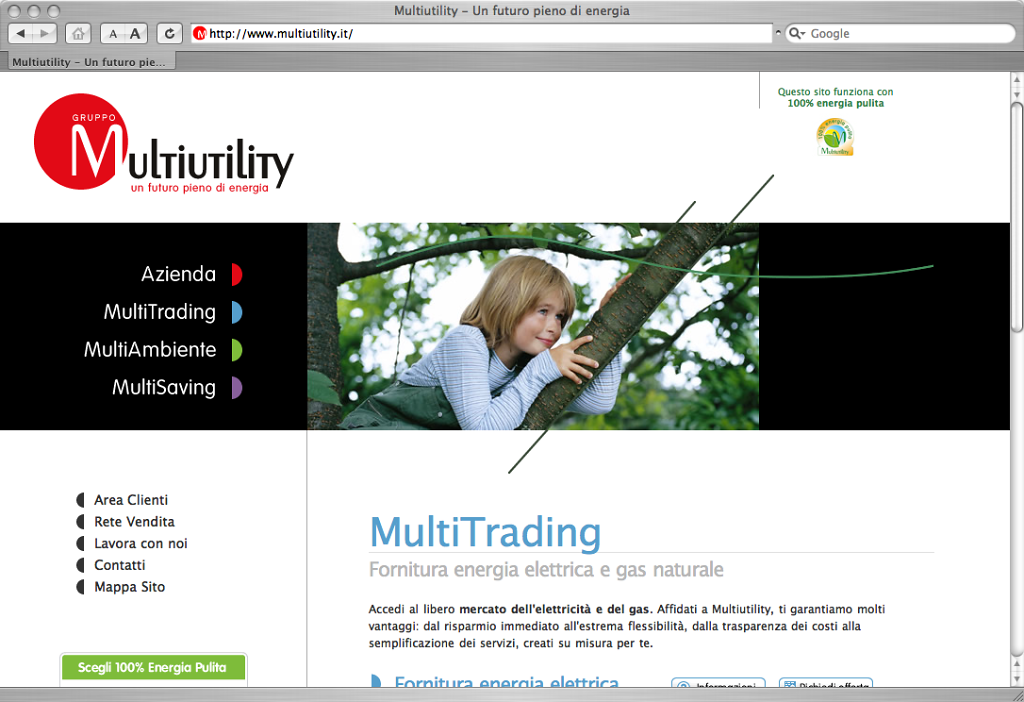 Multiutility – Un futuro pieno di energia
A A
http://www.multiutility.it/
Google
Multiutility – Un futuro pie...
Questo sito funziona con
100% energia pulita
GRUPPO
Multiutility
un futuro pieno di energia
100% energia pulita
Multiutility
Azienda
MultiTrading
MultiAmbiente
MultiSaving
Area Clienti
Rete Vendita
Lavora con noi
Contatti
Mappa Sito
Scegli 100% Energia Pulita
MultiTrading
Fornitura energia elettrica e gas naturale
Accedi al libero mercato dell'elettricità e del gas. Affidati a Multiutility, ti garantiamo molti
vantaggi: dal risparmio immediato all'estrema flessibilità, dalla trasparenza dei costi alla
semplificazione dei servizi, creati su misura per te.
Fornitura energia elettrica
Informazioni
Richiedi offerta